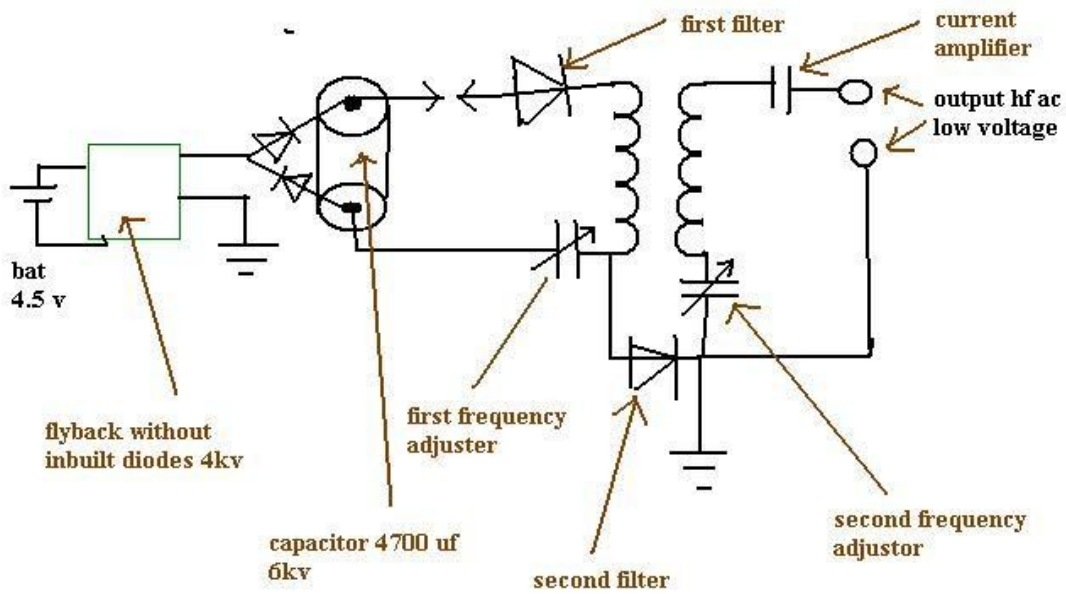 first filter
current
amplifier
output hf ac
low voltage
bat
4.5 v
flyback without
inbuilt diodes 4kv
first frequency
adjuster
capacitor 4700 uf
6kv
second filter
second frequency
adjustor